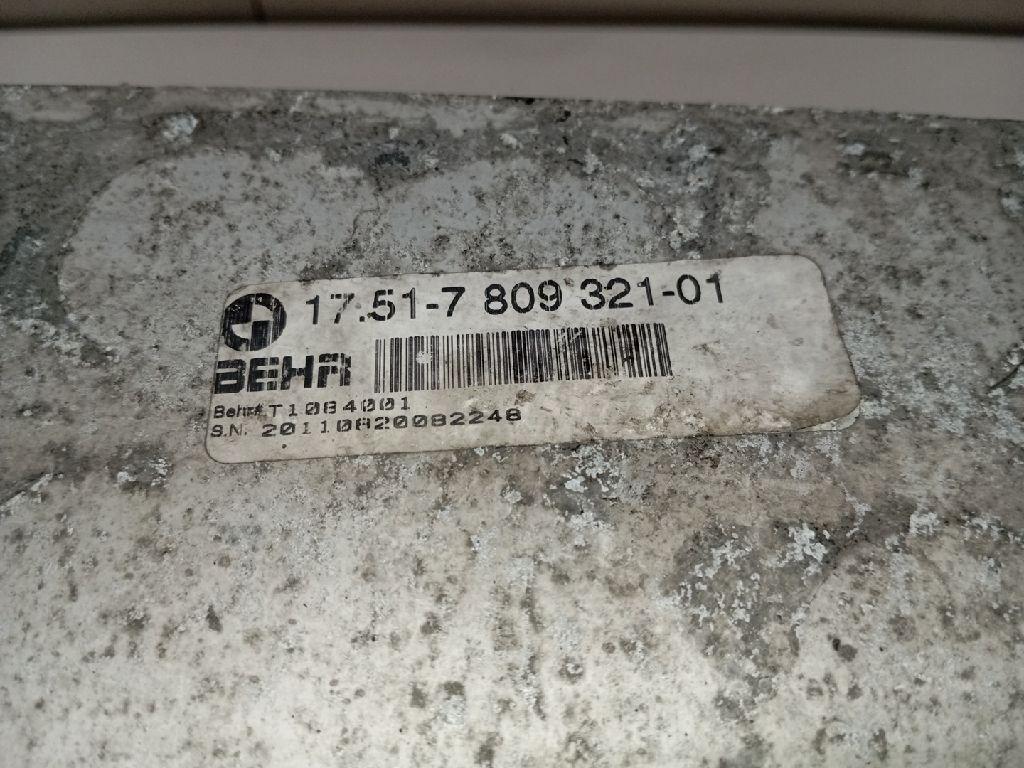 17.51-7 809 321-01
BEHR
Behr# T1084001
S.N. 20110820082248